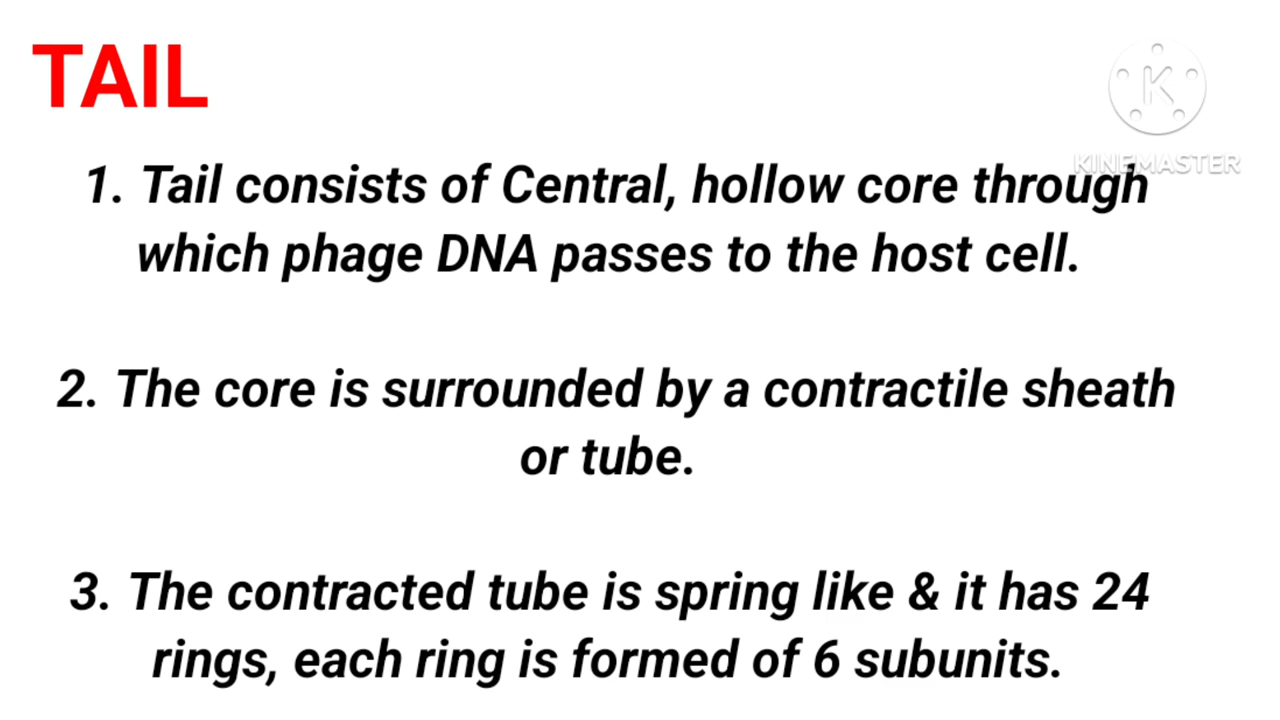 TAIL
K
KINEMASTER
1. Tail consists of Central, hollow core through
which phage DNA passes to the host cell.
2. The core is surrounded by a contractile sheath
or tube.
3. The contracted tube is spring like & it has 24
rings, each ring is formed of 6 subunits.